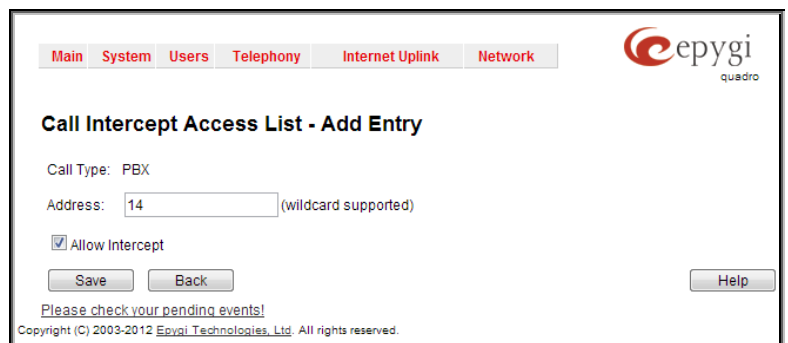 Main System Users Telephony Internet Uplink Network
epygi
quadro
Call Intercept Access List - Add Entry
Call Type: PBX
Address: 14 (wildcard supported)
Allow Intercept
Save Back Help
Please check your pending events!
Copyright (C) 2003-2012 Epygi Technologies, Ltd. All rights reserved.